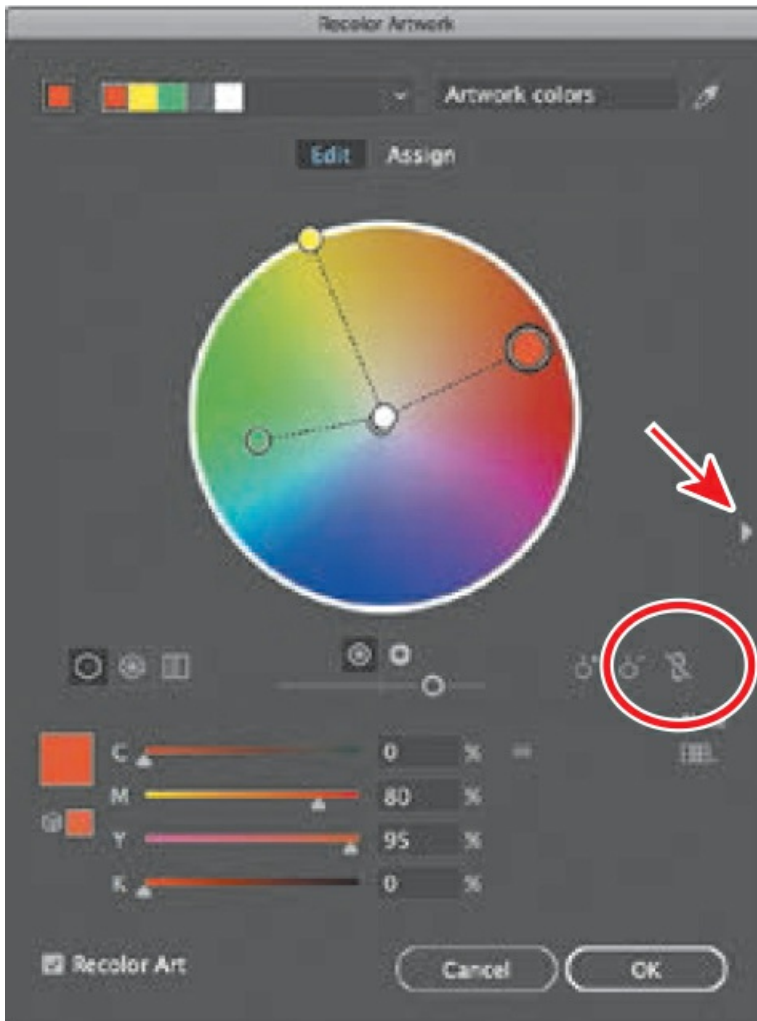 Recolor Artwork
Artwork colors
Edit Assign
C 0 %
M 80 %
Y 95 %
K 0 %
Recolor Art
Cancel OK